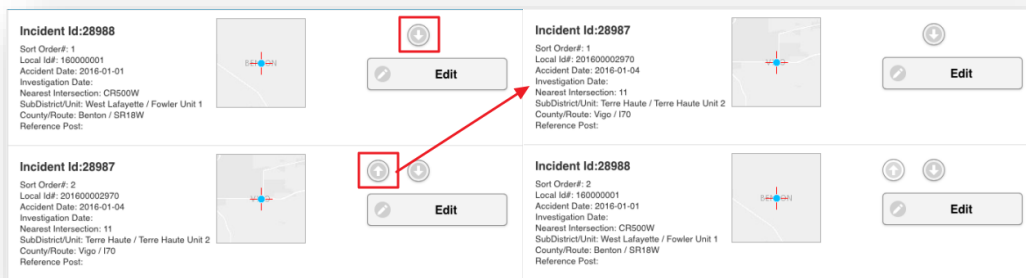 Incident Id:28988
Sort Order#: 1
Local Id#: 160000001
Accident Date: 2016-01-01
Investigation Date:
Nearest Intersection: CR500W
SubDistrict/Unit: West Lafayette / Fowler Unit 1
County/Route: Benton / SR18W
Reference Post:
BENTON
Edit
Incident Id:28987
Sort Order#: 2
Local Id#: 201600002970
Accident Date: 2016-01-04
Investigation Date:
Nearest Intersection: 11
SubDistrict/Unit: Terre Haute / Terre Haute Unit 2
County/Route: Vigo / I70
Reference Post:
VIGO
Edit
Incident Id:28987
Sort Order#: 1
Local Id#: 201600002970
Accident Date: 2016-01-04
Investigation Date:
Nearest Intersection: 11
SubDistrict/Unit: Terre Haute / Terre Haute Unit 2
County/Route: Vigo / I70
Reference Post:
VIGO
Edit
Incident Id:28988
Sort Order#: 2
Local Id#: 160000001
Accident Date: 2016-01-01
Investigation Date:
Nearest Intersection: CR500W
SubDistrict/Unit: West Lafayette / Fowler Unit 1
County/Route: Benton / SR18W
Reference Post:
BENTON
Edit